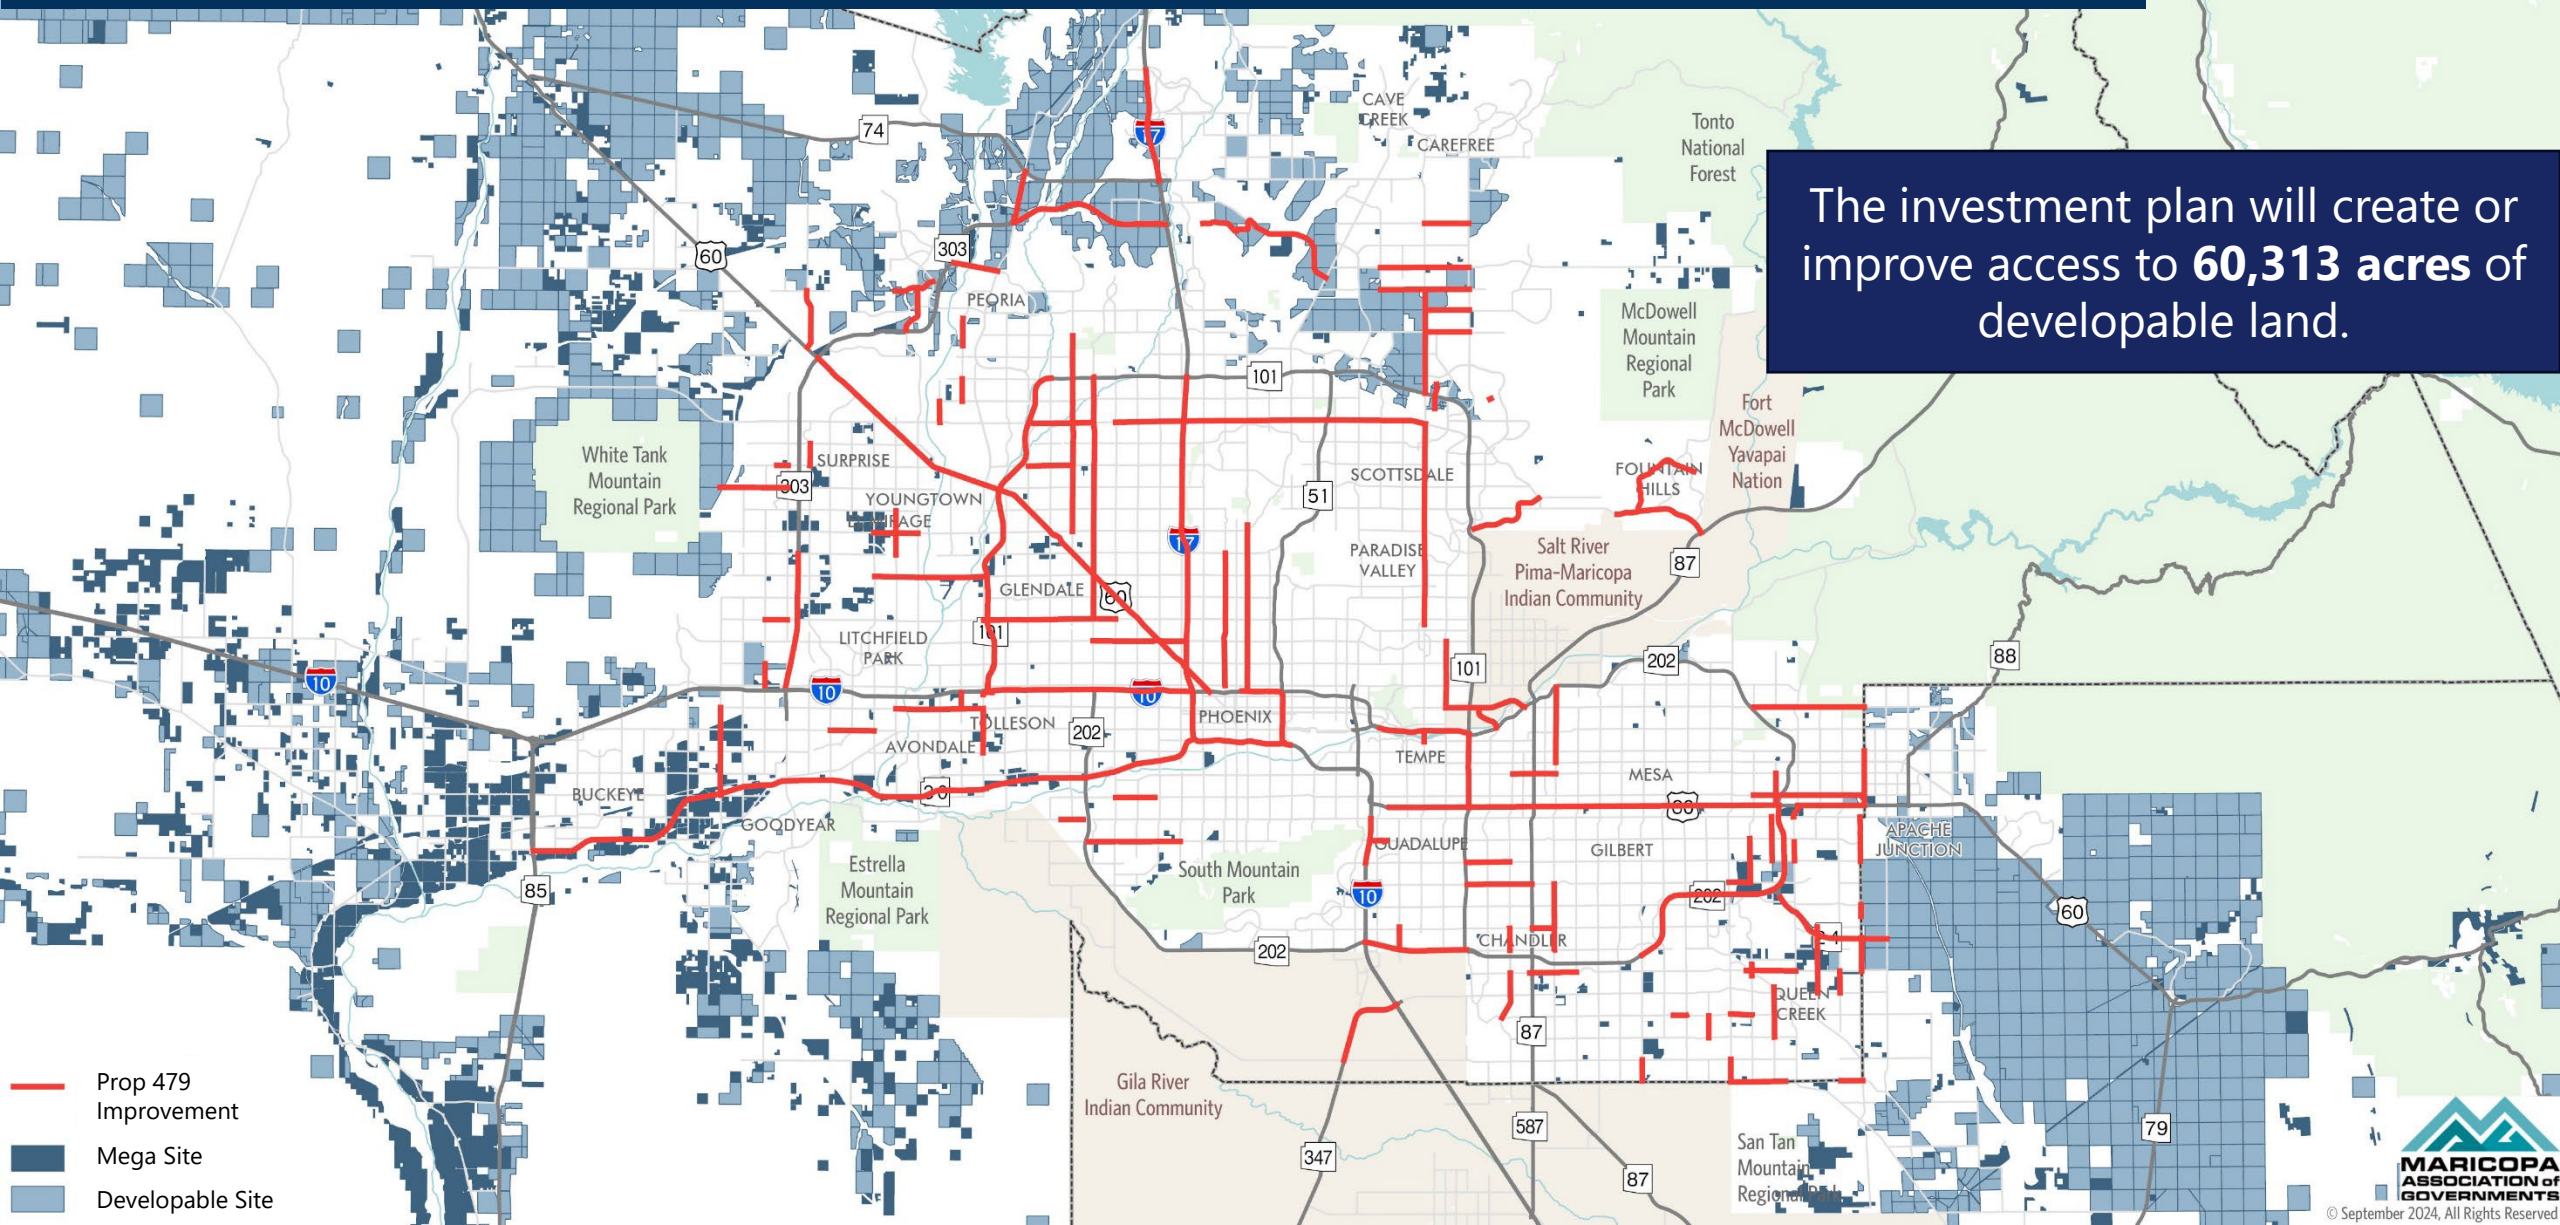 The investment plan will create or
improve access to 60,313 acres of
developable land.
CAVE
CREEK
CAREFREE
Tonto
National
Forest
74
17
60
303
PEORIA
McDowell
Mountain
Regional
Park
101
Fort
McDowell
Yavapai
Nation
White Tank
Mountain
Regional Park
SURPRISE
303
YOUNGTOWN
EL MIRAGE
51
SCOTTSDALE
FOUNTAIN
HILLS
17
PARADISE
VALLEY
Salt River
Pima-Maricopa
Indian Community
87
GLENDALE
60
101
LITCHFIELD
PARK
10
10
10
101
202
88
TOLLESON
202
PHOENIX
AVONDALE
TEMPE
MESA
BUCKEYE
30
60
GOODYEAR
GUADALUPE
GILBERT
APACHE
JUNCTION
Estrella
Mountain
Regional Park
South Mountain
Park
85
10
202
60
202
CHANDLER
24
QUEEN
CREEK
87
Gila River
Indian Community
587
79
347
87
San Tan
Mountain
Regional Park
Prop 479
Improvement
Mega Site
Developable Site
MARICOPA
ASSOCIATION of
GOVERNMENTS
© September 2024, All Rights Reserved